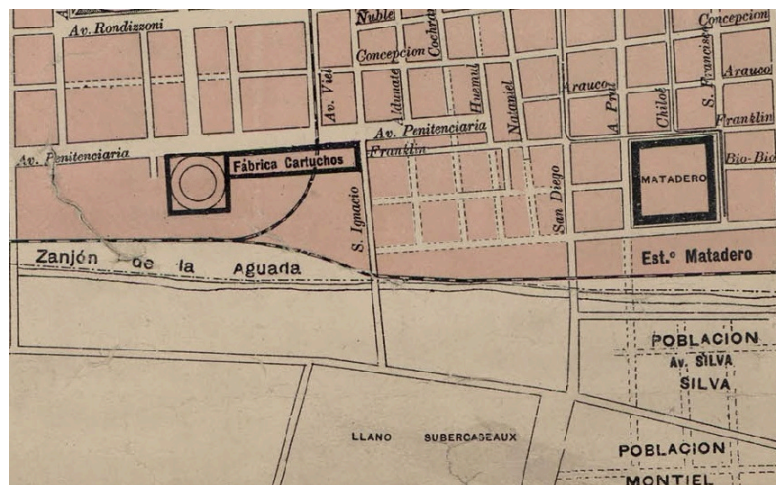 Ñuble
Cochran
Av. Rondizzoni
Concepcion
Concepcion
Av. Viel
Aldunate
Huemul
Nataniel
Arauco
A Prat
Chiloé
S. Francisco
Arauco
Av. Penitenciaria
Franklin
Franklin
Av. Penitenciaria
Fábrica Cartuchos
Bio-Bio
MATADERO
S. Ignacio
San Diego
Zanjón de la Aguada
Est.º Matadero
POBLACION
Av. SILVA
SILVA
LLANO SUBERCASEAUX
POBLACION
MONTIEL